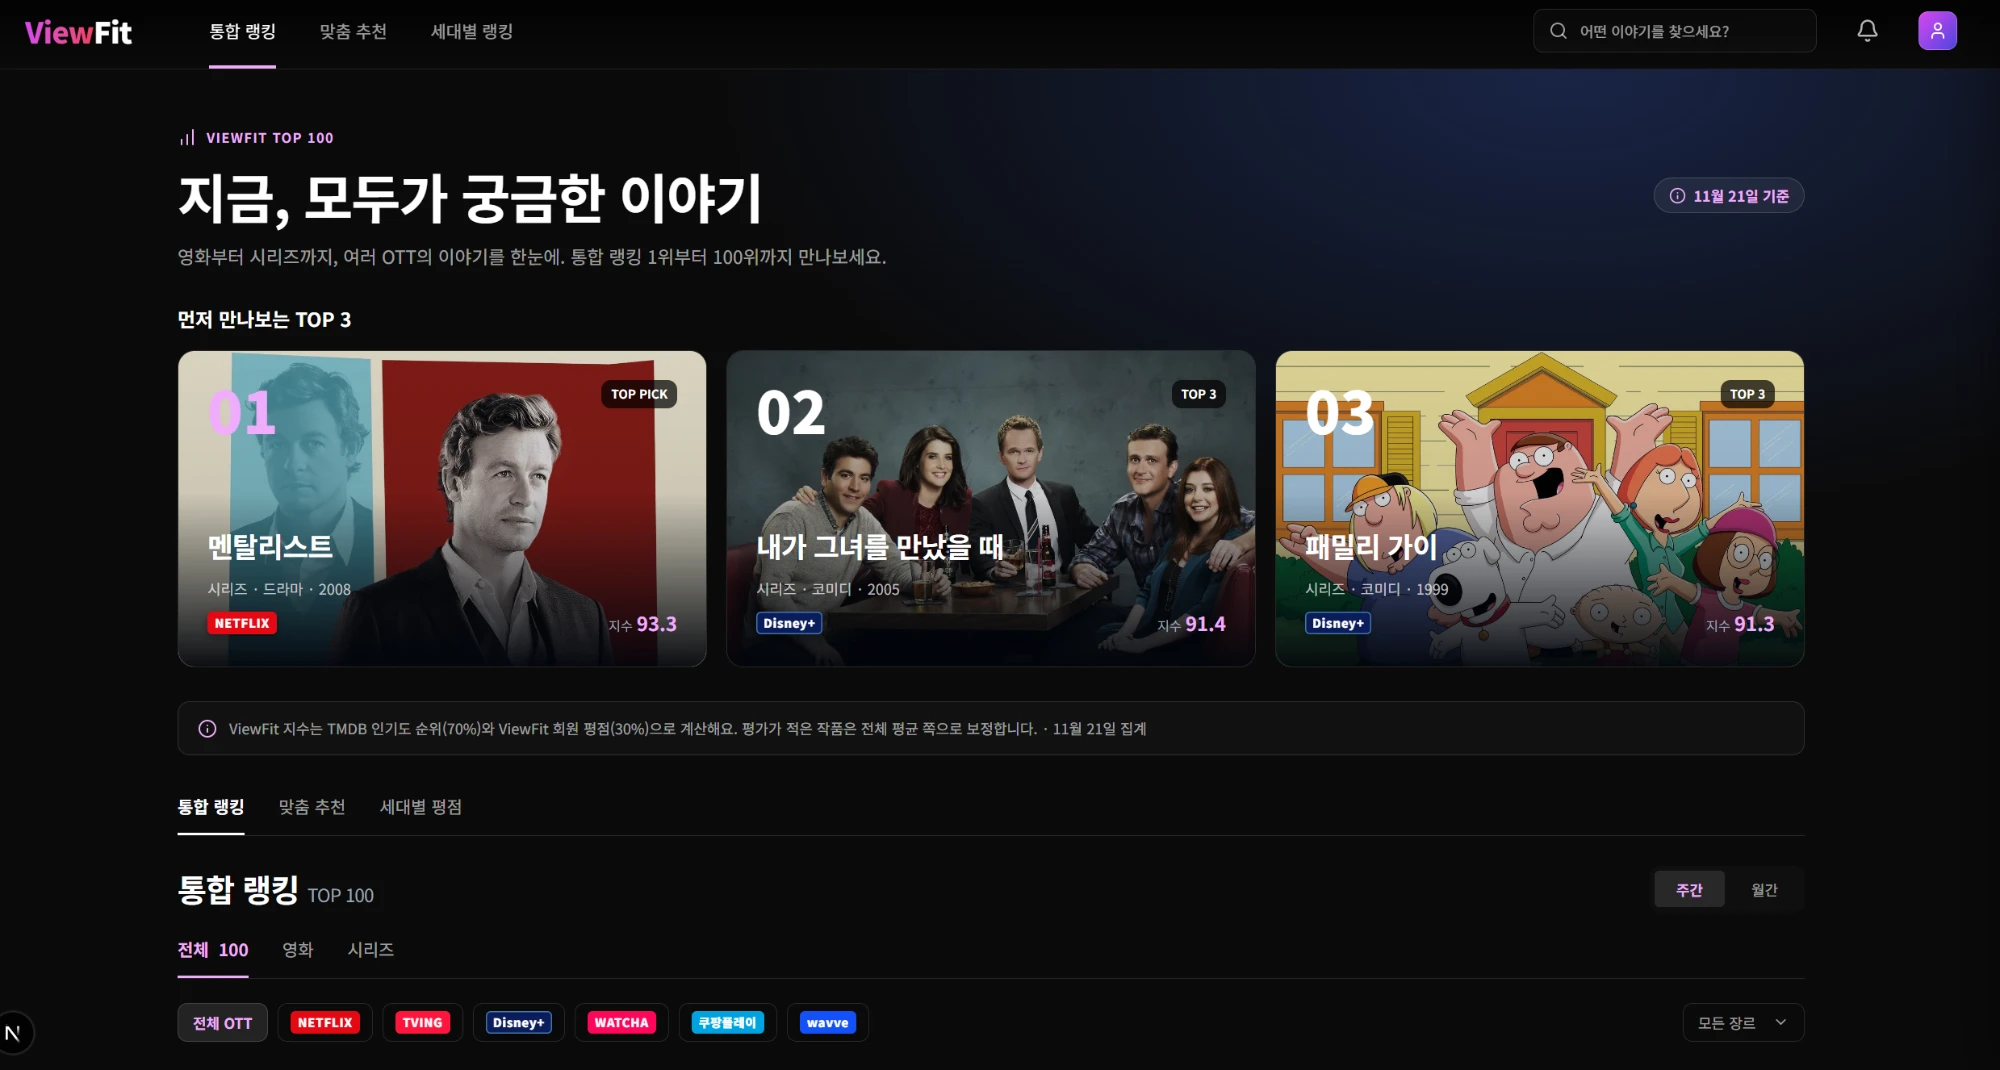 ViewFit
통합 랭킹
맞춤 추천
세대별 랭킹
어떤 이야기를 찾으세요?
VIEWFIT TOP 100
지금, 모두가 궁금한 이야기
11월 21일 기준
영화부터 시리즈까지, 여러 OTT의 이야기를 한눈에. 통합 랭킹 1위부터 100위까지 만나보세요.
먼저 만나보는 TOP 3
01
TOP PICK
멘탈리스트
시리즈 · 드라마 · 2008
NETFLIX
지수 93.3
02
TOP 3
내가 그녀를 만났을 때
시리즈 · 코미디 · 2005
Disney+
지수 91.4
03
TOP 3
패밀리 가이
시리즈 · 코미디 · 1999
Disney+
지수 91.3
ViewFit 지수는 TMDB 인기도 순위(70%)와 ViewFit 회원 평점(30%)으로 계산해요. 평가가 적은 작품은 전체 평균 쪽으로 보정합니다. · 11월 21일 집계
통합 랭킹
맞춤 추천
세대별 평점
통합 랭킹 TOP 100
주간
월간
전체 100
영화
시리즈
전체 OTT
NETFLIX
TVING
Disney+
WATCHA
쿠팡플레이
wavve
모든 장르
N